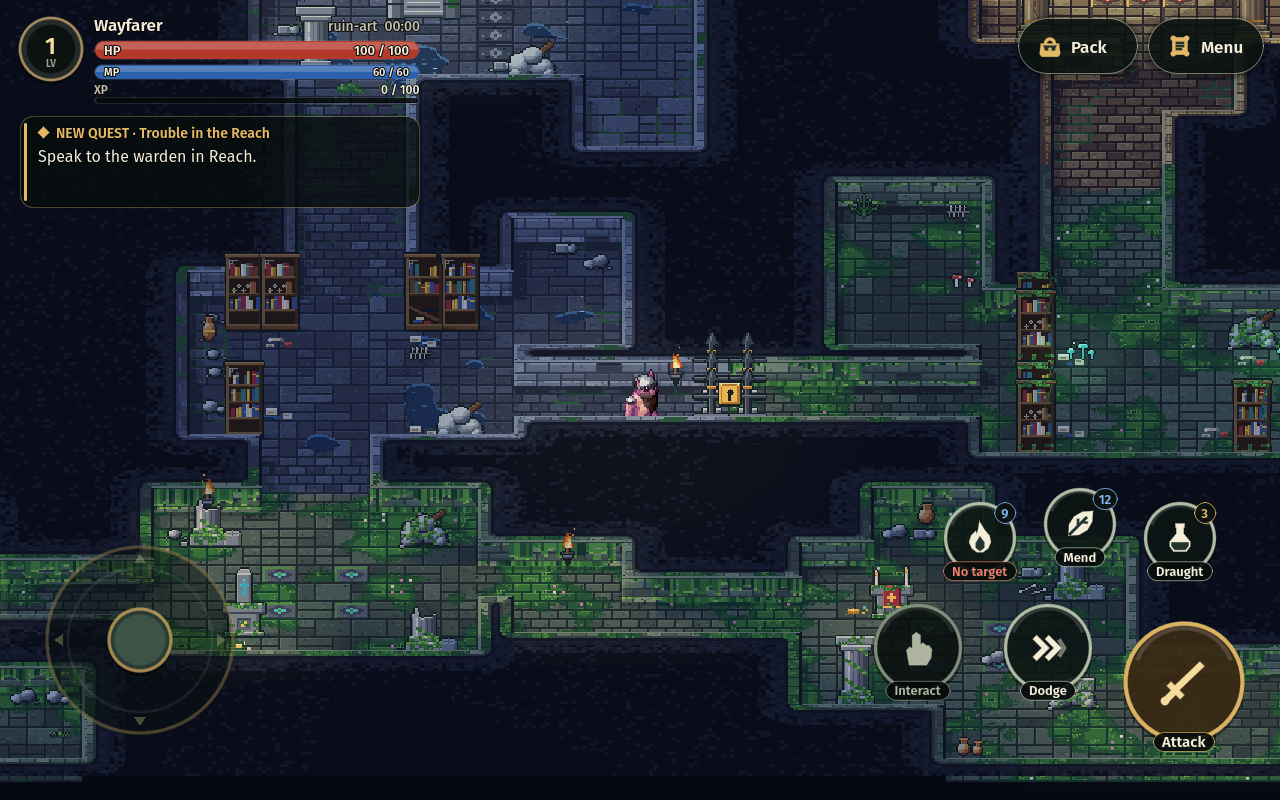 1
LV
Wayfarer
ruin-art 00:00
HP 100 / 100
MP 60 / 60
XP 0 / 100
NEW QUEST · Trouble in the Reach
Speak to the warden in Reach.
Pack
Menu
9
No target
12
Mend
3
Draught
Interact
Dodge
Attack